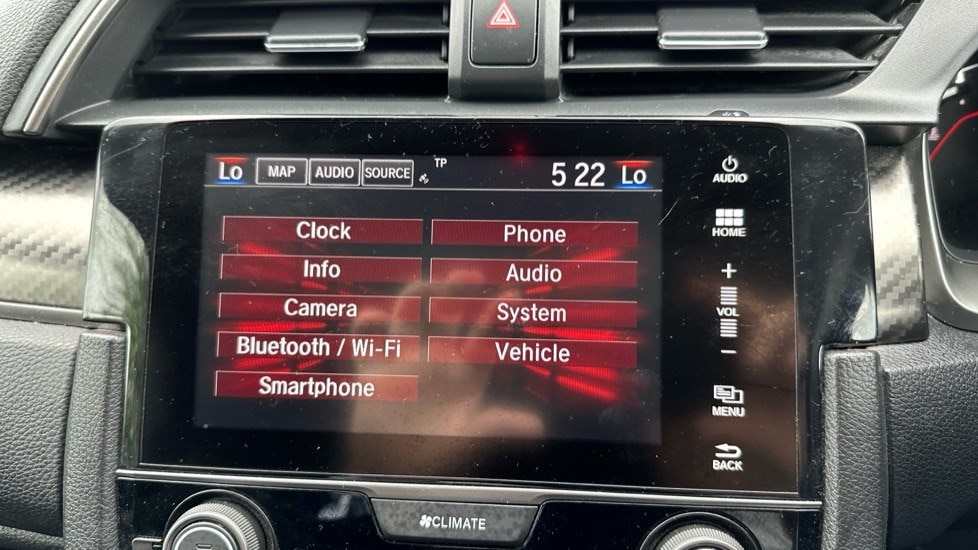 Lo MAP AUDIO SOURCE TP 5 22 Lo
Clock
Phone
Info
Audio
Camera
System
Bluetooth / Wi-Fi
Vehicle
Smartphone
AUDIO
HOME
+
VOL
−
MENU
BACK
CLIMATE